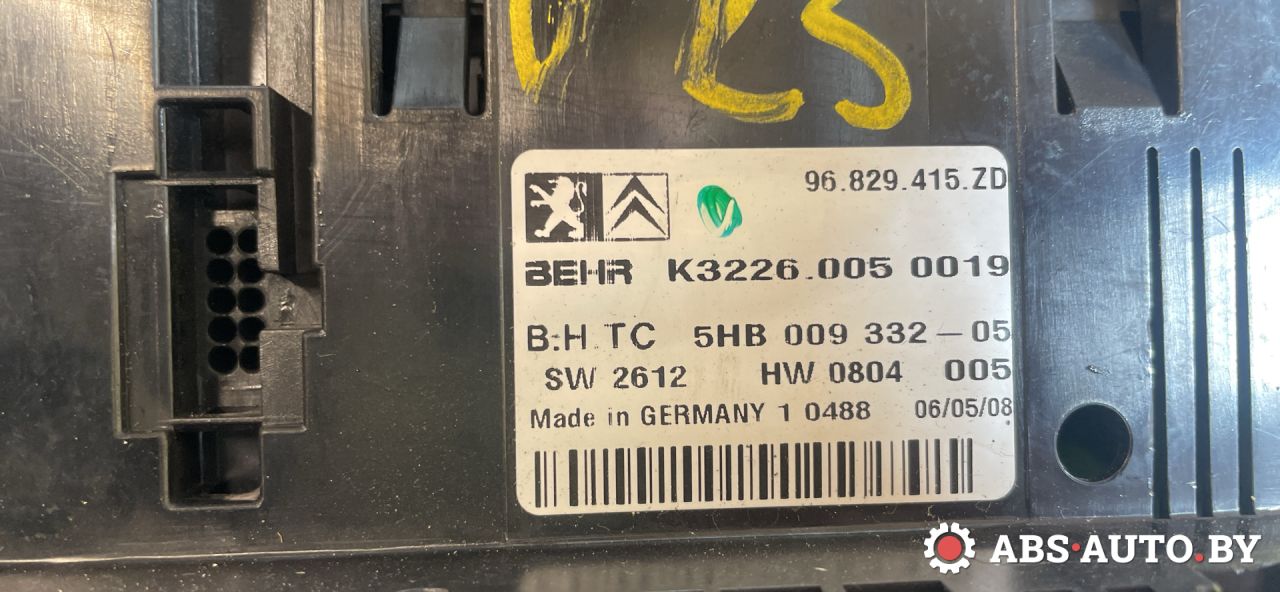 96.829.415.ZD
BEHR K3226.005 0019
B:H.TC 5HB 009 332-05
SW 2612 HW 0804 005
Made in GERMANY 1 0488 06/05/08
ABS·AUTO.BY